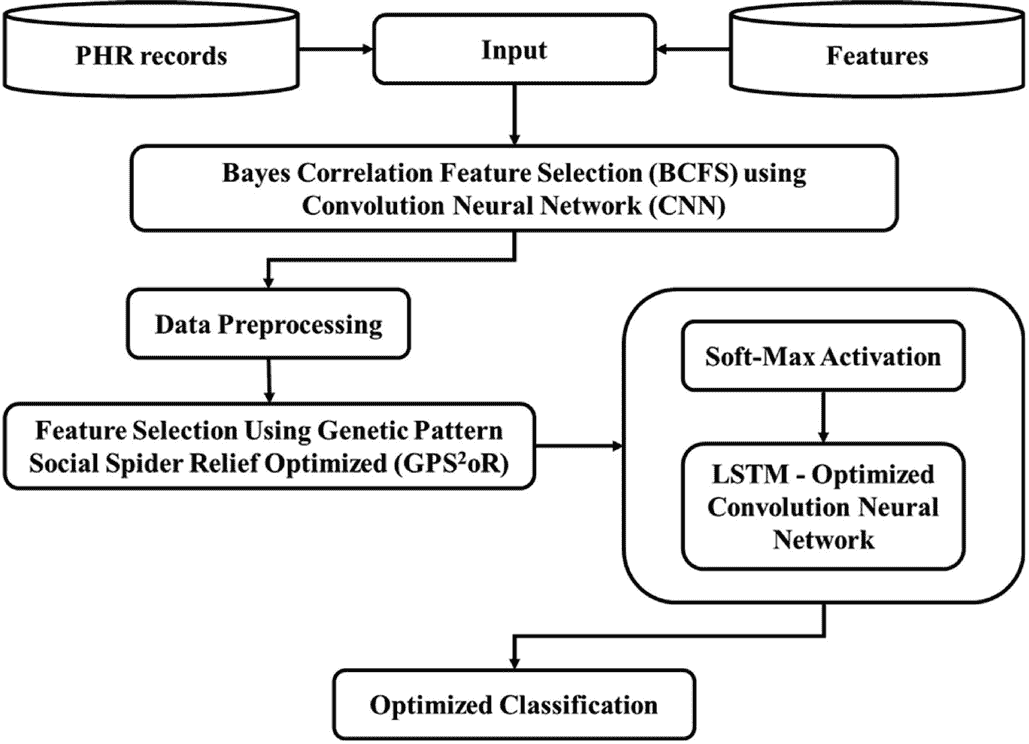 PHR records
Input
Features
Bayes Correlation Feature Selection (BCFS) using
Convolution Neural Network (CNN)
Data Preprocessing
Soft-Max Activation
Feature Selection Using Genetic Pattern
Social Spider Relief Optimized (GPS²oR)
LSTM - Optimized
Convolution Neural
Network
Optimized Classification